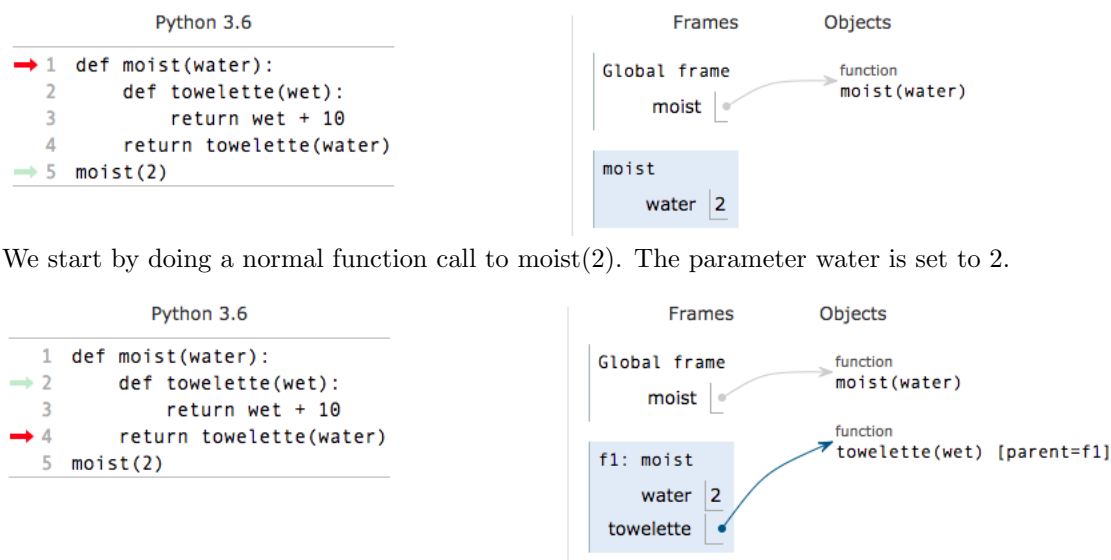 Python 3.6
1 def moist(water):
2 def towelette(wet):
3 return wet + 10
4 return towelette(water)
5 moist(2)
Frames Objects
Global frame
moist
function
moist(water)
moist
water 2
We start by doing a normal function call to moist(2). The parameter water is set to 2.
Python 3.6
1 def moist(water):
2 def towelette(wet):
3 return wet + 10
4 return towelette(water)
5 moist(2)
Frames Objects
Global frame
moist
function
moist(water)
function
towelette(wet) [parent=f1]
f1: moist
water 2
towelette